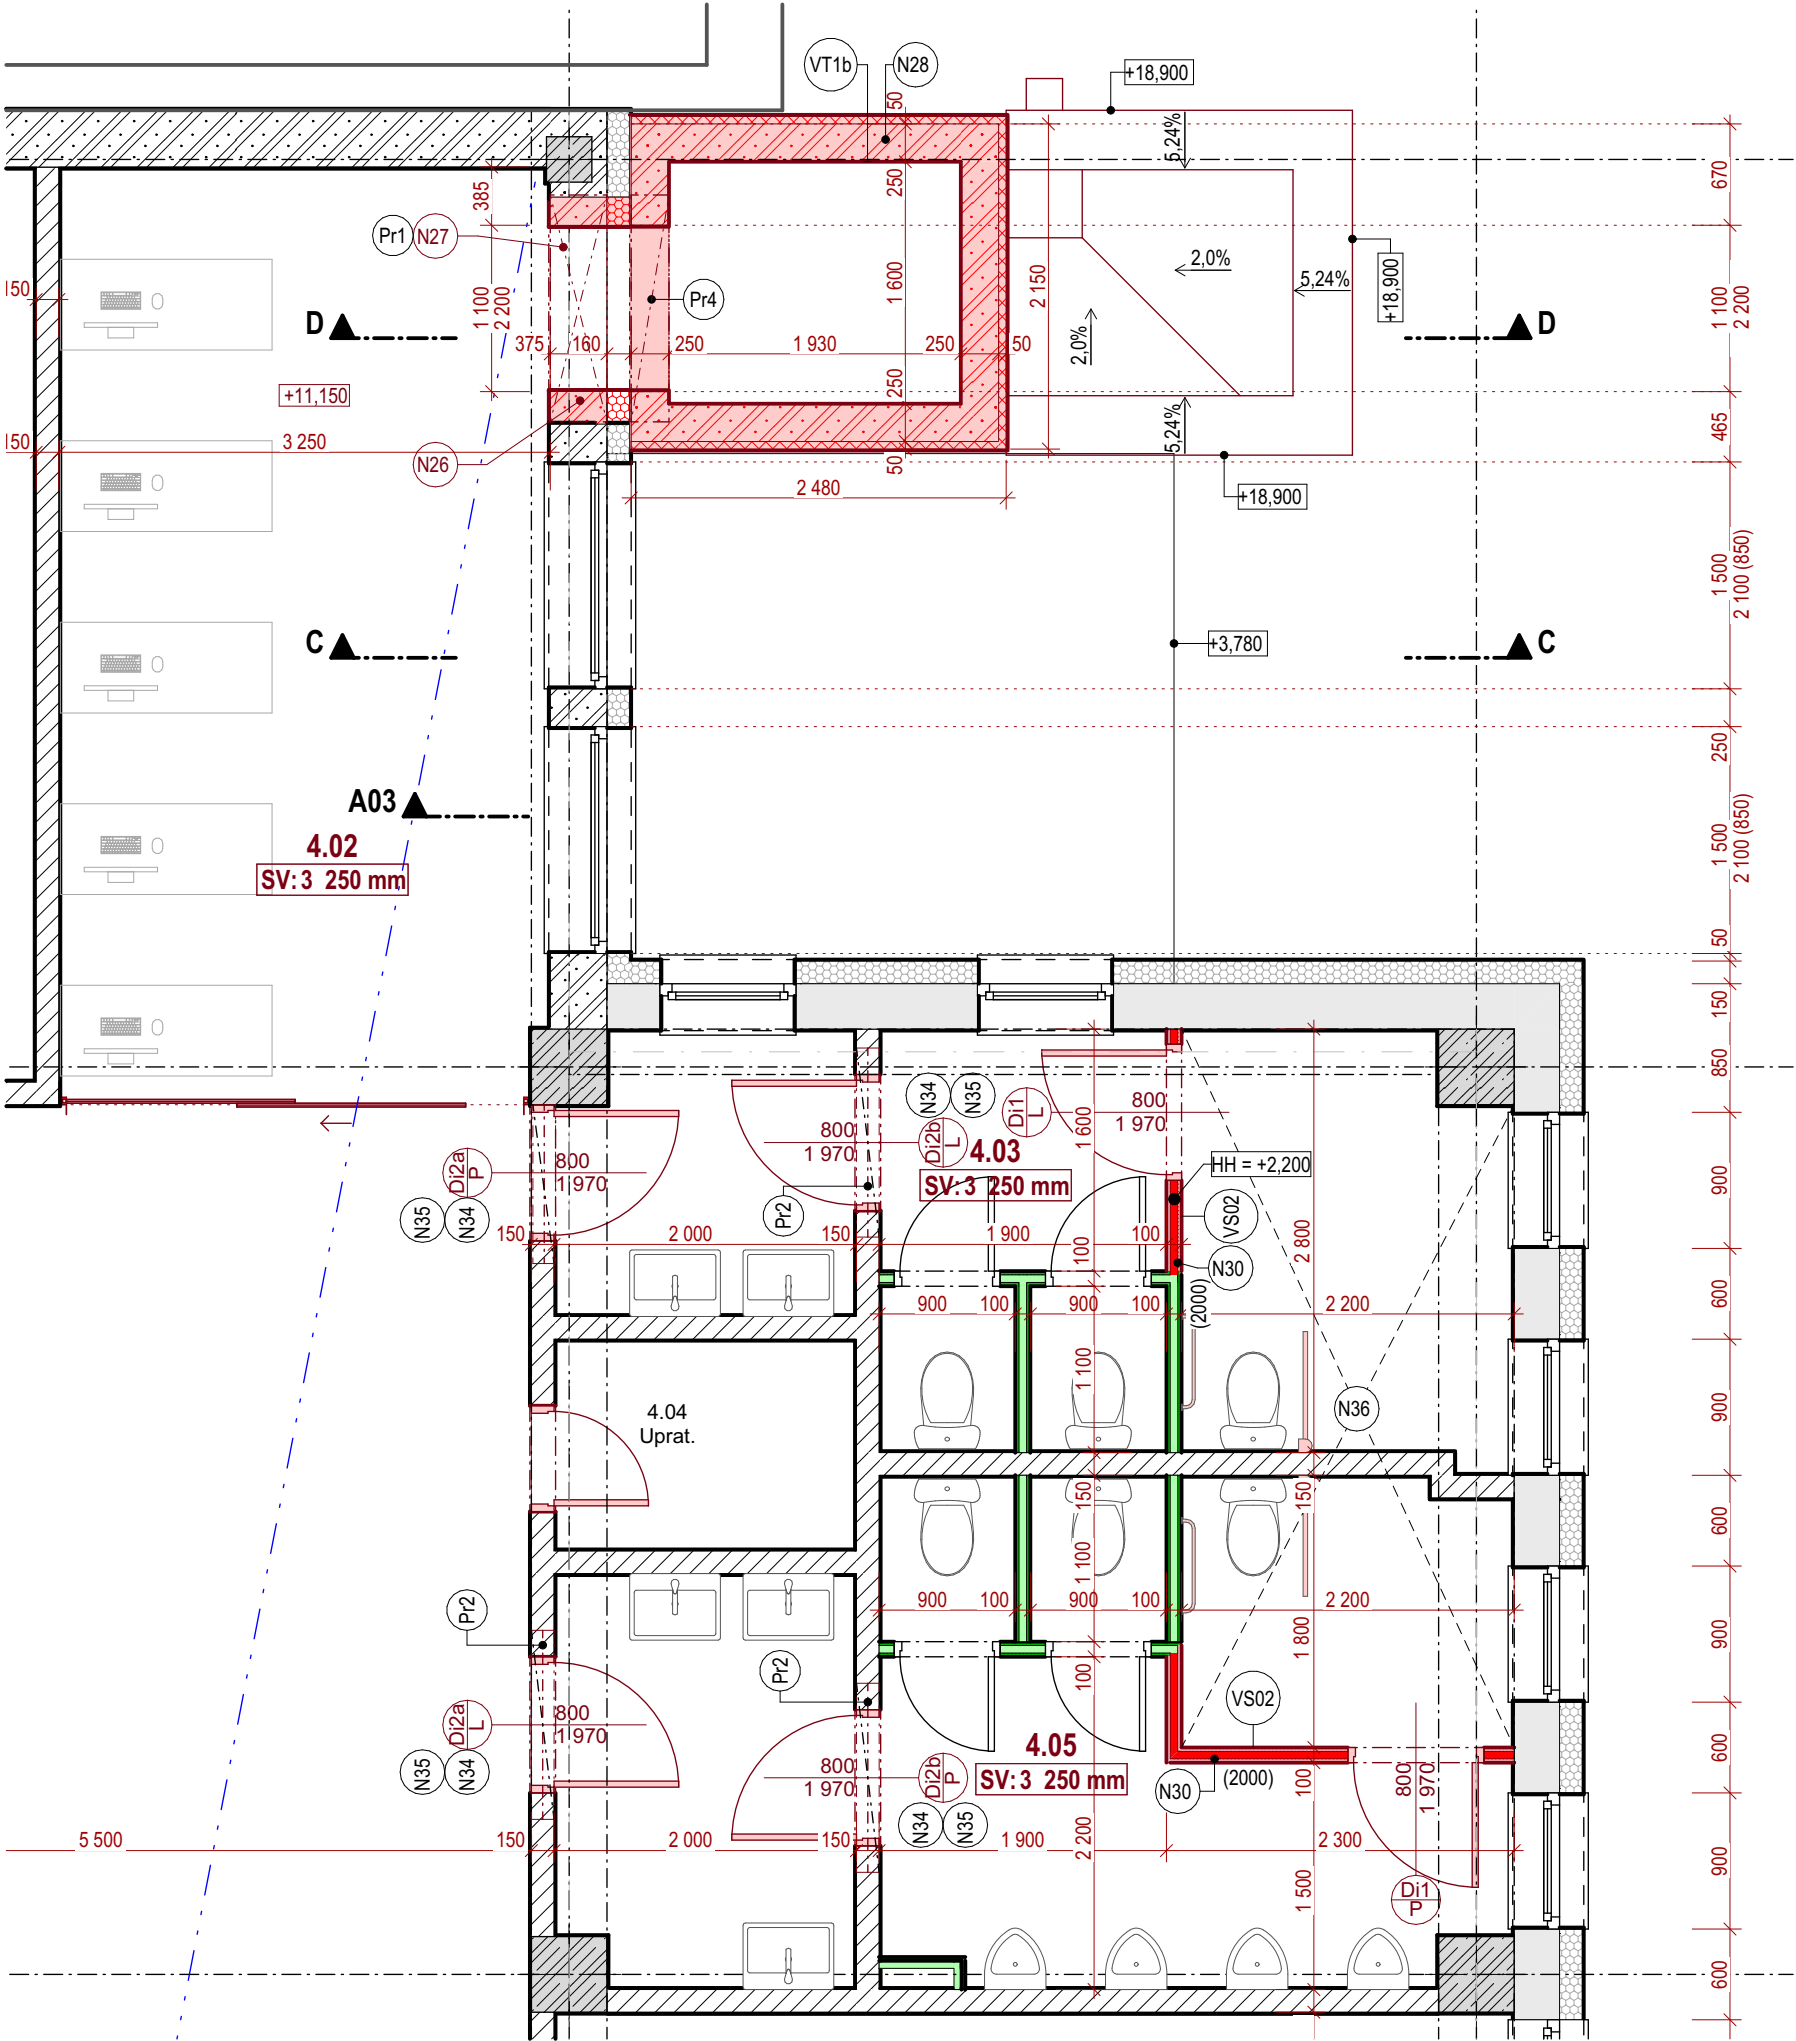 VT1b
N28
+18,900
50
5,24%
670
385
250
Pr1
N27
2,0%
5,24%
+18,900
1 100
2 200
1 600
2 150
Pr4
1 100
2 200
150
D
D
375
160
250
1 930
250
50
2,0%
+11,150
250
5,24%
465
150
3 250
N26
50
2 480
+18,900
1 500
2 100 (850)
C
+3,780
C
250
A03
4.02
SV: 3 250 mm
1 500
2 100 (850)
50
150
850
N34
N35
Di1
L
800
1 970
1 600
800
1 970
Di2b
L
4.03
SV: 3 250 mm
HH = +2,200
900
Di2a
P
800
1 970
N35
N34
Pr2
VS02
150
2 000
150
1 900
100
100
2 800
N30
900
100
900
100
(2000)
2 200
600
1 100
4.04
Uprat.
N36
900
150
150
1 100
600
900
100
900
100
2 200
Pr2
100
1 800
900
Pr2
VS02
Di2a
L
800
1 970
N35
N34
800
1 970
Di2b
P
4.05
SV: 3 250 mm
N30
(2000)
100
800
1 970
600
N34
N35
5 500
150
2 000
150
1 900
2 200
2 300
900
1 500
Di1
P
600